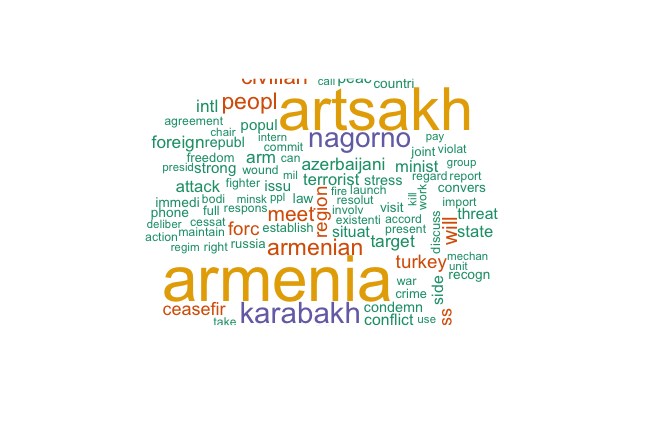 civilian call peac countri
intl peopl artsakh
agreement
chair popul nagorno pay
foreign republ intern commit joint violat
freedom arm can azerbaijani minist group
presid strong wound mil terrorist stress regard report
attack fighter issu fire launch kill work convers
immedi bodi minsk ppl law region resolut visit import
phone full respons meet involv accord threat
deliber cessat forc establish existenti present discuss will state
action maintain situat target
regim right russia armenian mechan
armenia turkey unit
recogn
war side
crime
ceasefir karabakh condemn
take conflict use ss